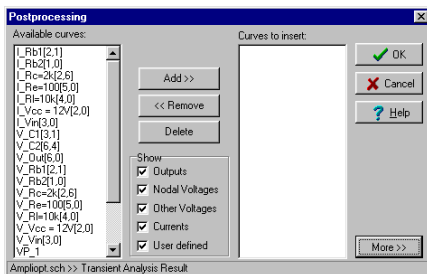 Postprocessing
Available curves:
I_Rb1[2,1]
I_Rb2[1,0]
I_Rc=2k[2,6]
I_Re=100[5,0]
I_Rl=10k[4,0]
I_Vcc = 12V[2,0]
I_Vin[3,0]
V_C1[3,1]
V_C2[6,4]
V_Out[6,0]
V_Rb1[2,1]
V_Rb2[1,0]
V_Rc=2k[2,6]
V_Re=100[5,0]
V_Rl=10k[4,0]
V_Vcc = 12V[2,0]
V_Vin[3,0]
VP_1
Add >>
<< Remove
Delete
Show
Outputs
Nodal Voltages
Other Voltages
Currents
User defined
Curves to insert:
OK
Cancel
Help
More >>
Ampliopt.sch >> Transient Analysis Result